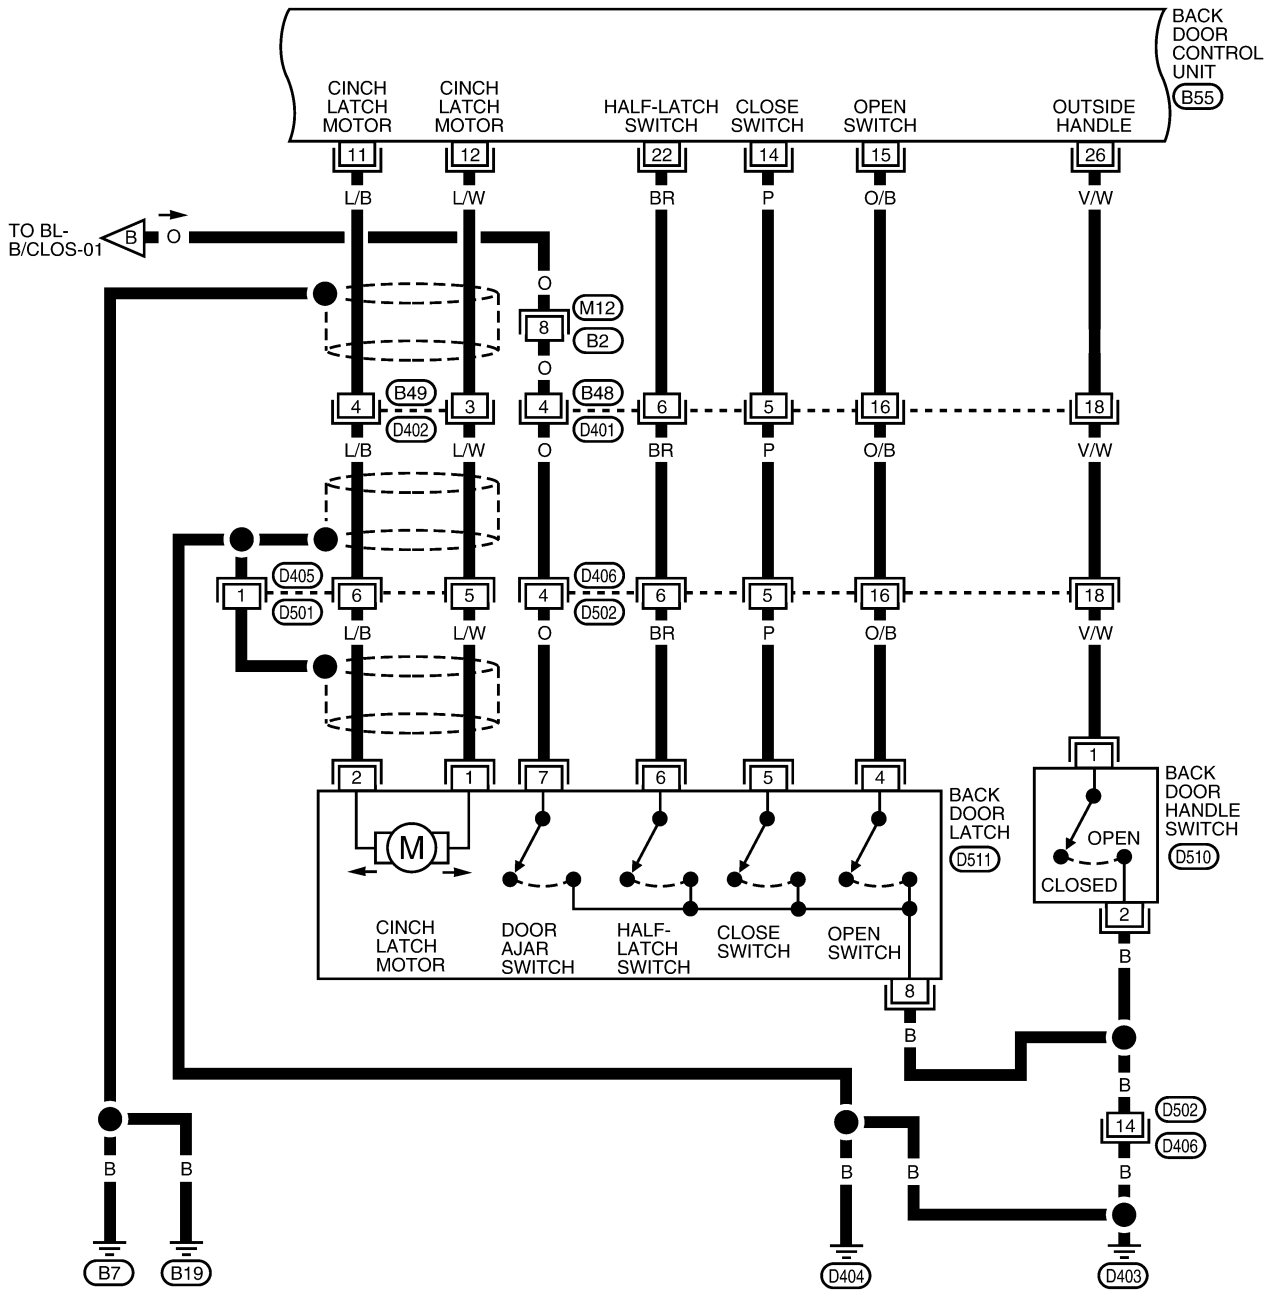 BACK
DOOR
CONTROL
UNIT
B55
CINCH
LATCH
MOTOR
CINCH
LATCH
MOTOR
HALF-LATCH
SWITCH
CLOSE
SWITCH
OPEN
SWITCH
OUTSIDE
HANDLE
11 12 22 14 15 26
L/B L/W BR P O/B V/W
TO BL-
B/CLOS-01
B O
O
M12
8
B2
O
B49 B48
4 3 4 6 5 16 18
D402 D401
L/B L/W O BR P O/B V/W
D405 D406
1 6 5 4 6 5 16 18
D501 D502
L/B L/W O BR P O/B V/W
1
2 1 7 6 5 4
BACK
DOOR
LATCH
D511
BACK
DOOR
HANDLE
SWITCH
D510
OPEN
CLOSED
M
2
CINCH
LATCH
MOTOR
DOOR
AJAR
SWITCH
HALF-
LATCH
SWITCH
CLOSE
SWITCH
OPEN
SWITCH
B
8
B
B
D502
14
D406
B B B B B
B7 B19 D404 D403